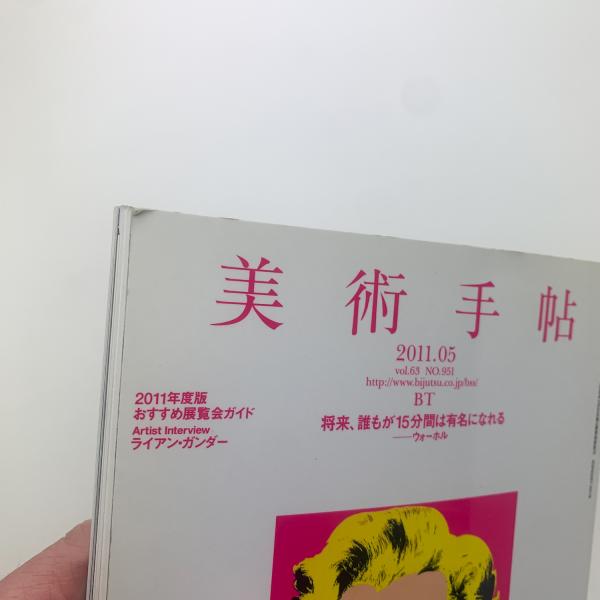 美術手帖
2011.05
vol.63 NO.951
http://www.bijutsu.co.jp/bss/
BT
将来、誰もが15分間は有名になれる
――ウォーホル
2011年度版
おすすめ展覧会ガイド
Artist Interview
ライアン・ガンダー